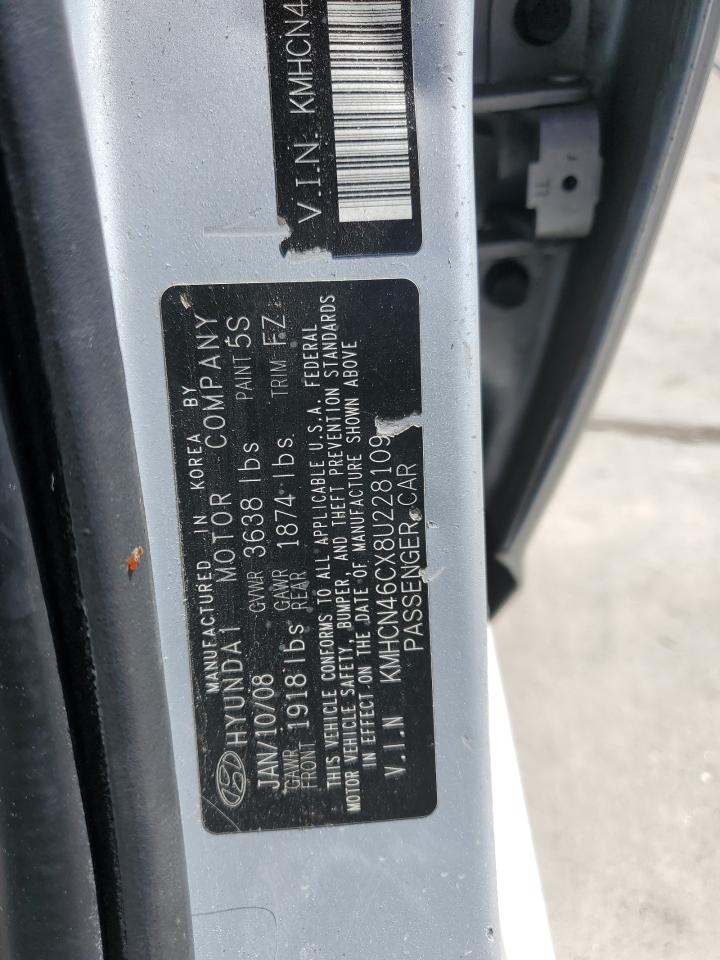 V.I.N. KMHCN4
MANUFACTURED IN KOREA BY
HYUNDAI MOTOR COMPANY
JAN/10/08 GVWR 3638 lbs PAINT 5S
GAWR FRONT 1918 lbs GAWR REAR 1874 lbs TRIM FZ
THIS VEHICLE CONFORMS TO ALL APPLICABLE U.S.A. FEDERAL
MOTOR VEHICLE SAFETY, BUMPER, AND THEFT PREVENTION STANDARDS
IN EFFECT ON THE DATE OF MANUFACTURE SHOWN ABOVE
V.I.N KMHCN46CX8U228109
PASSENGER CAR